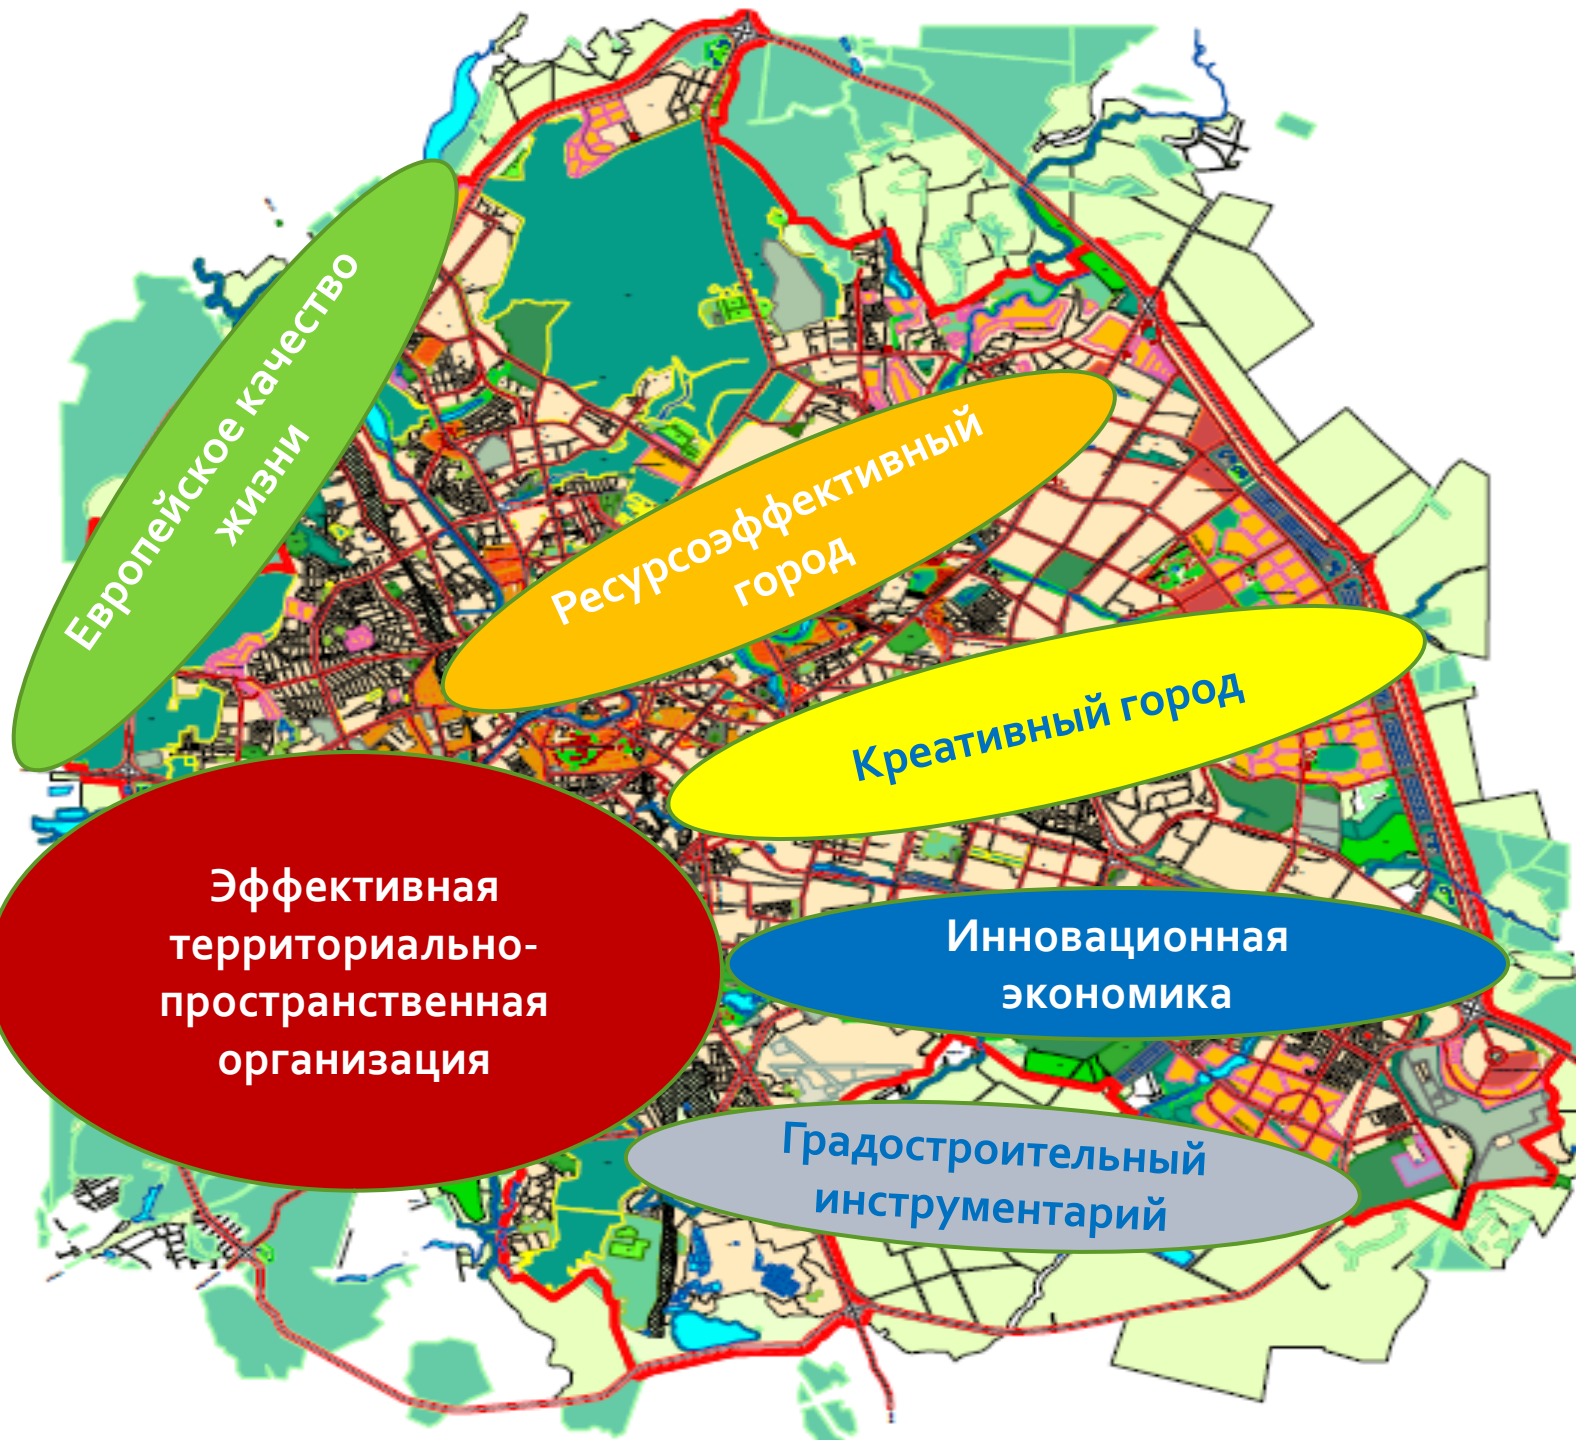 Европейское качество
жизни
Ресурсоэффективный
город
Креативный город
Эффективная
территориально-
пространственная
организация
Инновационная
экономика
Градостроительный
инструментарий